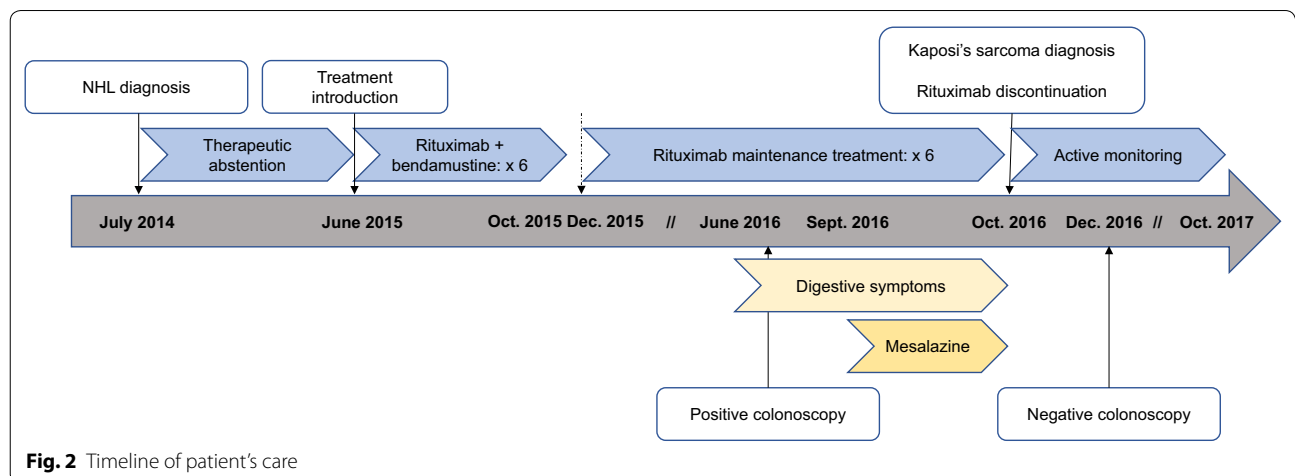 Kaposi's sarcoma diagnosis
Rituximab discontinuation
NHL diagnosis
Treatment
introduction
Therapeutic
abstention
Rituximab +
bendamustine: x 6
Rituximab maintenance treatment: x 6
Active monitoring
July 2014 June 2015 Oct. 2015 Dec. 2015 // June 2016 Sept. 2016 Oct. 2016 Dec. 2016 // Oct. 2017
Digestive symptoms
Mesalazine
Positive colonoscopy
Negative colonoscopy
Fig. 2 Timeline of patient's care